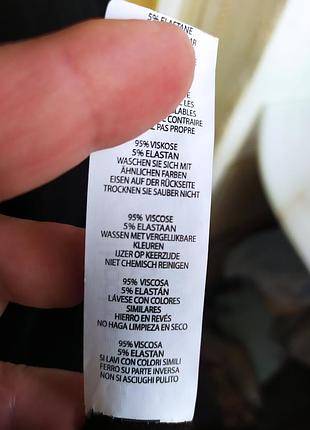 5% ELASTANE
LES
LABLES
CONTRAIRE
Z PAS PROPRE
95% VISKOSE
5% ELASTAN
WASCHEN SIE SICH MIT
ÄHNLICHEN FARBEN
EISEN AUF DER RÜCKSEITE
TROCKNEN SIE SAUBER NICHT
95% VISCOSE
5% ELASTAAN
WASSEN MET VERGELIJKBARE
KLEUREN
IJZER OP KEERZIJDE
NIET CHEMISCH REINIGEN
95% VISCOSA
5% ELASTÁN
LÁVESE CON COLORES
SIMILARES
HIERRO EN REVÉS
NO HAGA LIMPIEZA EN SECO
95% VISCOSA
5% ELASTAN
SI LAVI CON COLORI SIMILI
FERRO SU PARTE INVERSA
NON SI ASCIUGHI PULITO